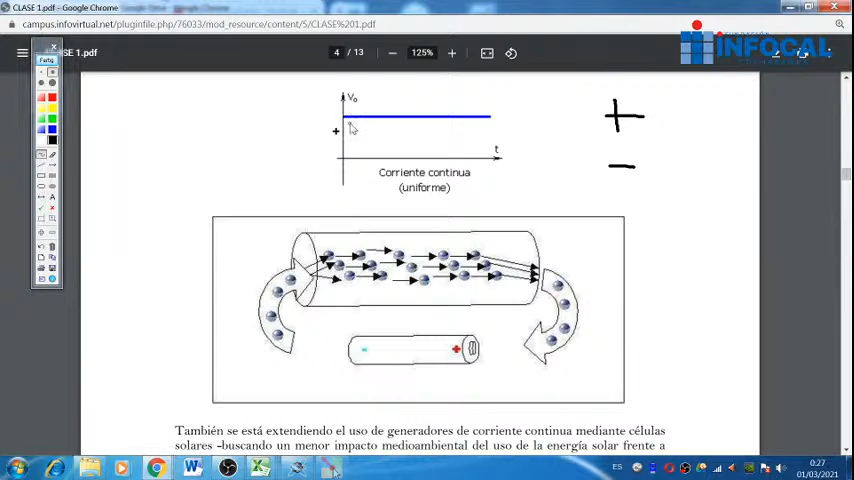 CLASE 1.pdf - Google Chrome
campus.infovirtual.net/pluginfile.php/76033/mod_resource/content/5/CLASE%201.pdf
CLASE 1.pdf
4 / 13
125%
INFOCAL
Fartig
V₀
+
t
Corriente continua
(uniforme)
+
-
- +
También se está extendiendo el uso de generadores de corriente continua mediante células
solares -buscando un menor impacto medioambiental del uso de la energía solar frente a
ES
0:27
01/03/2021